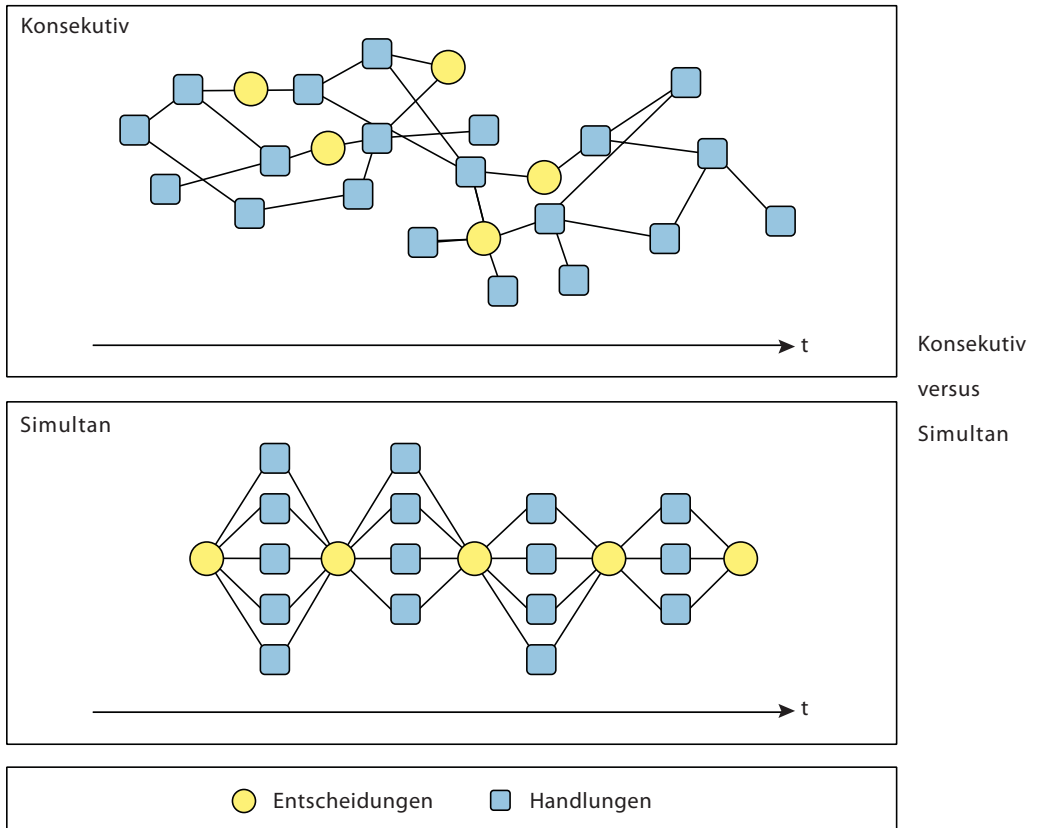 Konsekutiv
t
Konsekutiv
versus
Simultan
Simultan
t
Entscheidungen
Handlungen